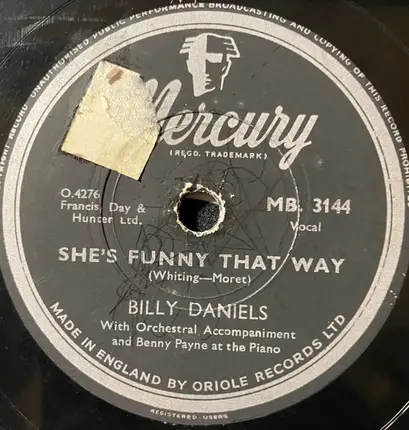 COPYRIGHT RECORD UNAUTHORISED PUBLIC PERFORMANCE BROADCASTING AND COPYING OF THIS RECORD PROHIBITED
Mercury
(REGD. TRADEMARK)
O.4276
Francis, Day &
Hunter Ltd.
MB. 3144
Vocal
SHE'S FUNNY THAT WAY
(Whiting—Moret)
BILLY DANIELS
With Orchestral Accompaniment
and Benny Payne at the Piano
MADE IN ENGLAND BY ORIOLE RECORDS LTD
REGISTERED USERS